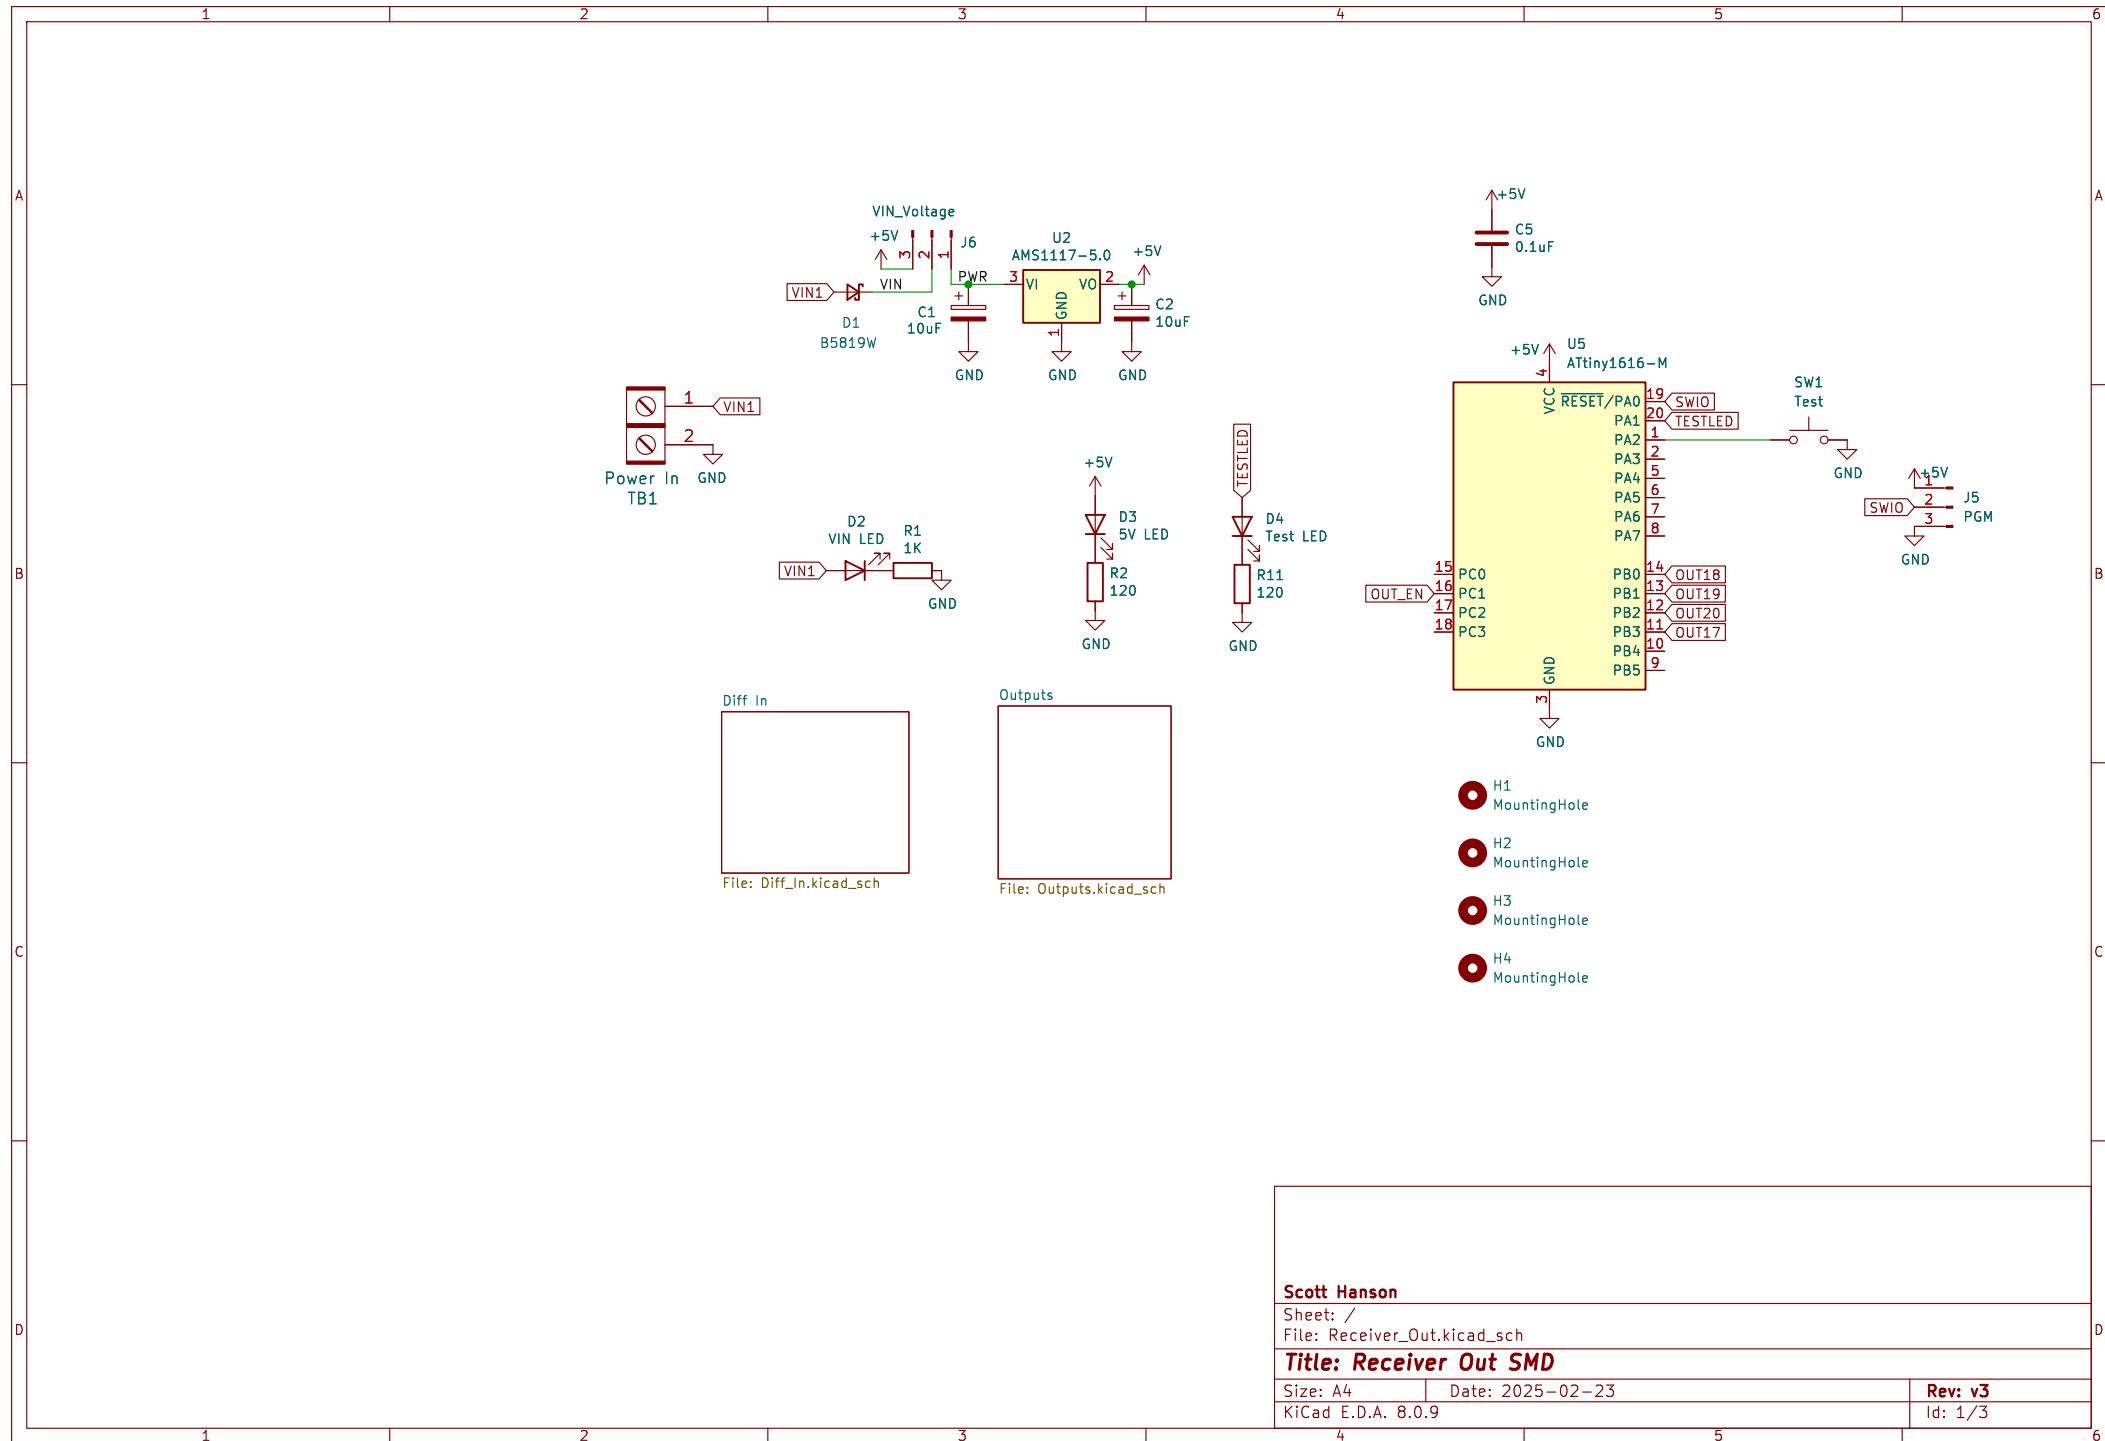 1 2 3 4 5 6
A A
VIN_Voltage
+5V
J6
3 2 1
VIN1
VIN
PWR
D1
B5819W
C1
10uF
GND
U2
AMS1117-5.0
3 VI VO 2
GND
1
GND
+5V
C2
10uF
GND
+5V
C5
0.1uF
GND
1 VIN1
2
GND
Power In
TB1
+5V
D3
5V LED
R2
120
GND
TESTLED
D4
Test LED
R11
120
GND
D2
VIN LED
R1
1K
VIN1
GND
+5V
U5
ATtiny1616-M
4
VCC
RESET/PA0 19 SWIO
PA1 20 TESTLED
PA2 1
PA3 2
PA4 5
PA5 6
PA6 7
PA7 8
15 PC0
OUT_EN 16 PC1
17 PC2
18 PC3
PB0 14 OUT18
PB1 13 OUT19
PB2 12 OUT20
PB3 11 OUT17
PB4 10
PB5 9
GND
3
GND
SW1
Test
GND
+5V
1
SWIO 2
3
J5
PGM
GND
B B
Diff In
File: Diff_In.kicad_sch
Outputs
File: Outputs.kicad_sch
H1
MountingHole
H2
MountingHole
H3
MountingHole
H4
MountingHole
C C
Scott Hanson
Sheet: /
File: Receiver_Out.kicad_sch
Title: Receiver Out SMD
Size: A4 Date: 2025-02-23 Rev: v3
KiCad E.D.A. 8.0.9 Id: 1/3
D D
1 2 3 4 5 6